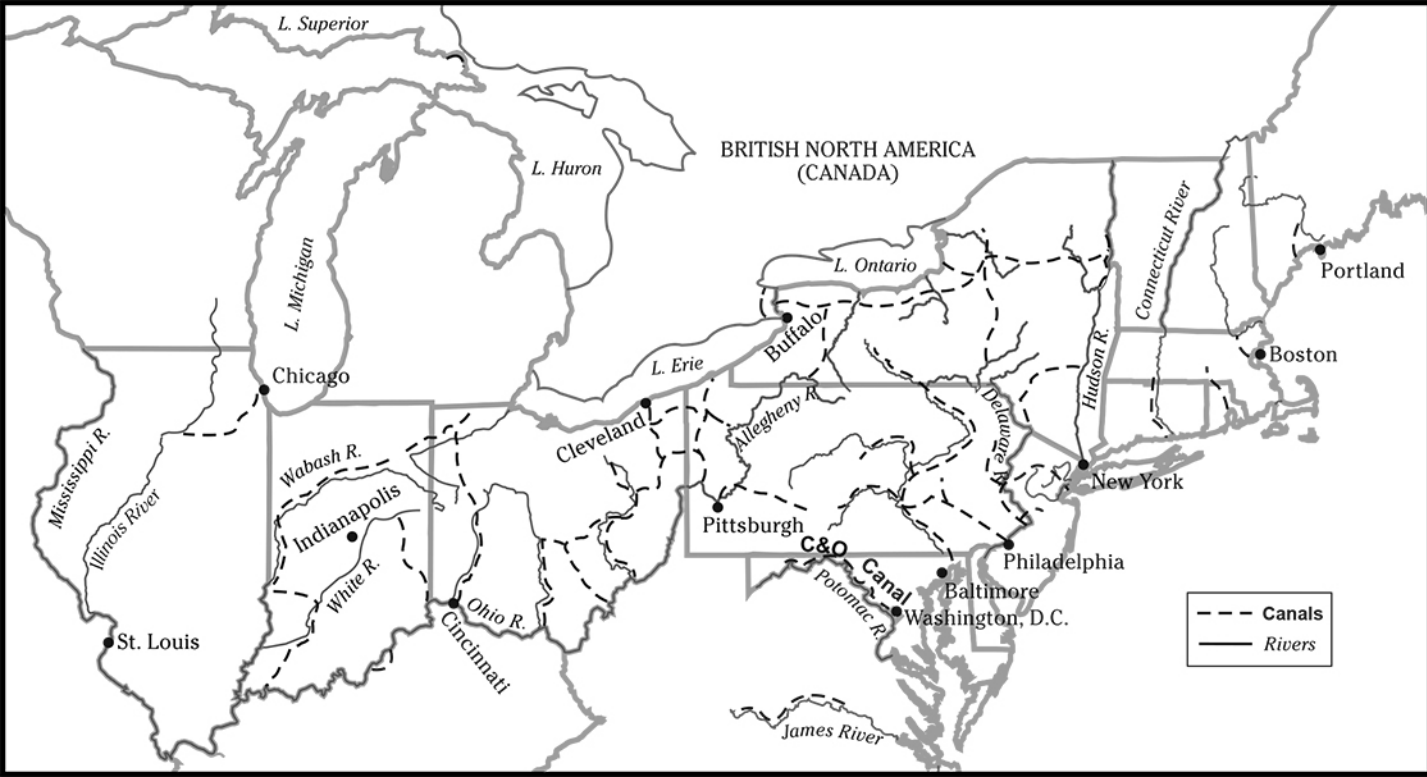 L. Superior
BRITISH NORTH AMERICA
(CANADA)
L. Huron
L. Michigan
L. Ontario
Connecticut River
Portland
Buffalo
Hudson R.
Boston
L. Erie
Chicago
Allegheny R.
Delaware R.
Cleveland
Mississippi R.
Illinois River
Wabash R.
Indianapolis
New York
Pittsburgh
C&O Canal
Philadelphia
White R.
Potomac R.
Baltimore
Washington, D.C.
Ohio R.
Cincinnati
St. Louis
James River
Canals
Rivers